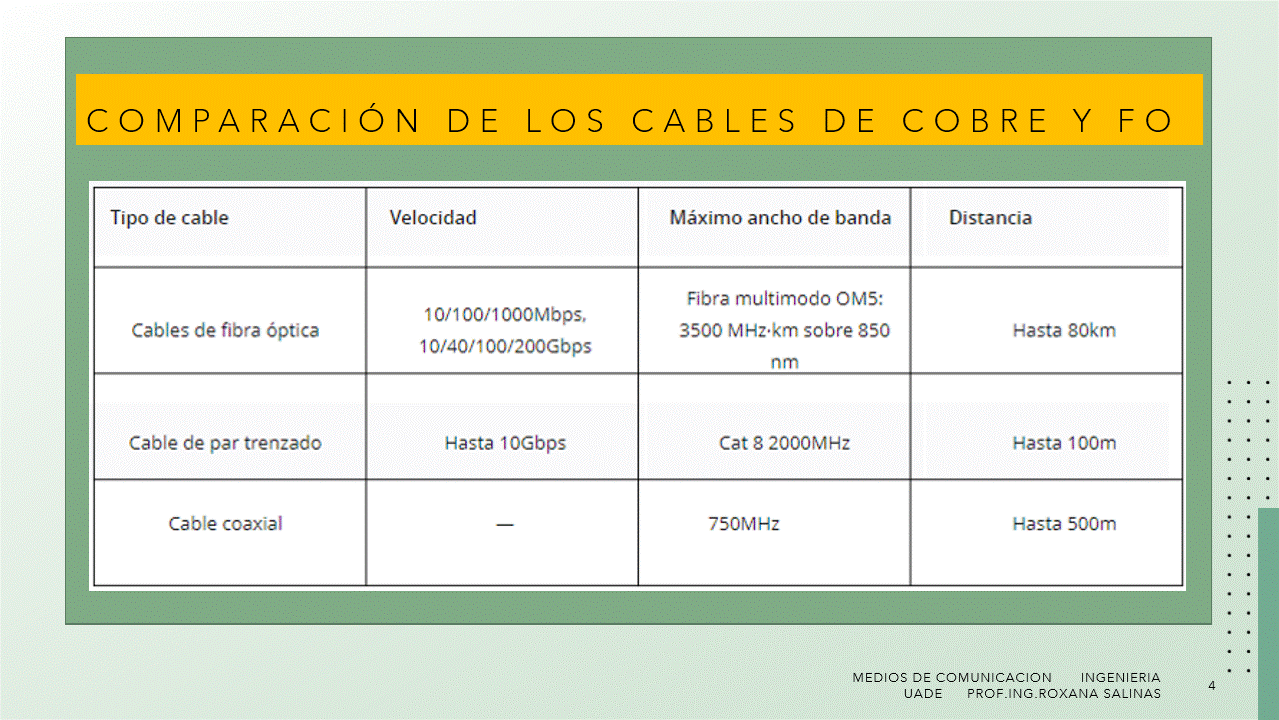 COMPARACIÓN DE LOS CABLES DE COBRE Y FO
Tipo de cable Velocidad Máximo ancho de banda Distancia
Cables de fibra óptica
10/100/1000Mbps,
10/40/100/200Gbps
Fibra multimodo OM5:
3500 MHz·km sobre 850
nm
Hasta 80km
Cable de par trenzado Hasta 10Gbps Cat 8 2000MHz Hasta 100m
Cable coaxial — 750MHz Hasta 500m
MEDIOS DE COMUNICACION INGENIERIA
UADE PROF.ING.ROXANA SALINAS
4